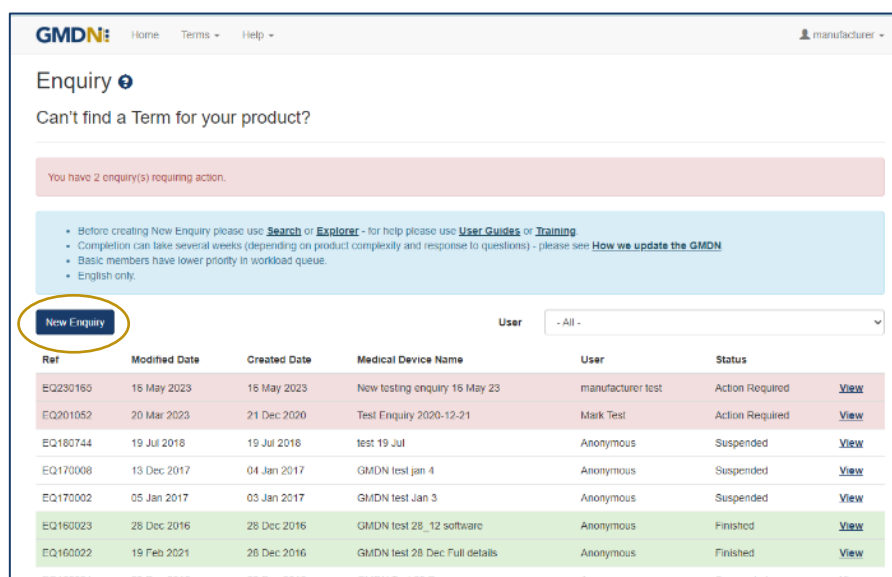 GMDN Home Terms Help manufacturer
Enquiry ?
Can't find a Term for your product?
You have 2 enquiry(s) requiring action.
• Before creating New Enquiry please use Search or Explorer - for help please use User Guides or Training.
• Completion can take several weeks (depending on product complexity and response to questions) - please see How we update the GMDN
• Basic members have lower priority in workload queue.
• English only.
New Enquiry User - All -
Ref Modified Date Created Date Medical Device Name User Status
EQ230165 16 May 2023 16 May 2023 New testing enquiry 16 May 23 manufacturer test Action Required View
EQ201052 20 Mar 2023 21 Dec 2020 Test Enquiry 2020-12-21 Mark Test Action Required View
EQ180744 19 Jul 2018 19 Jul 2018 test 19 Jul Anonymous Suspended View
EQ170008 13 Dec 2017 04 Jan 2017 GMDN test jan 4 Anonymous Suspended View
EQ170002 05 Jan 2017 03 Jan 2017 GMDN test Jan 3 Anonymous Suspended View
EQ160023 28 Dec 2016 28 Dec 2016 GMDN test 28_12 software Anonymous Finished View
EQ160022 19 Feb 2021 28 Dec 2016 GMDN test 28 Dec Full details Anonymous Finished View